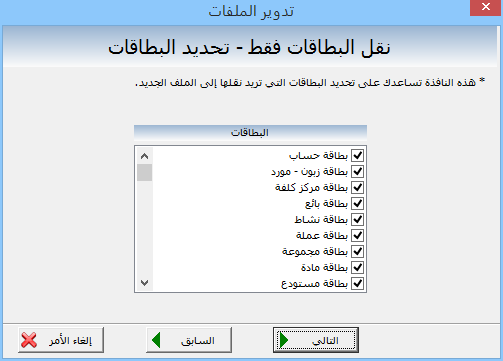 تدوير الملفات
نقل البطاقات فقط - تحديد البطاقات
* هذه النافذة تساعدك على تحديد البطاقات التي تريد نقلها إلى الملف الجديد.
البطاقات
بطاقة حساب
بطاقة زبون - مورد
بطاقة مركز كلفة
بطاقة بائع
بطاقة نشاط
بطاقة عملة
بطاقة مجموعة
بطاقة مادة
بطاقة مستودع
التالي
السابق
إلغاء الأمر